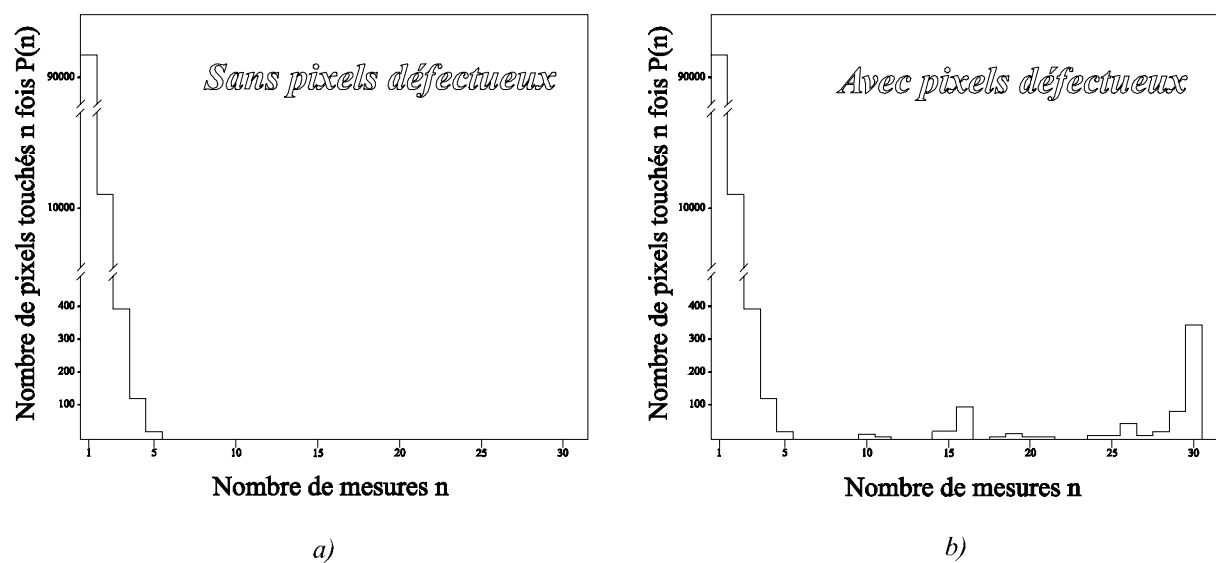 Sans pixels défectueux
Nombre de pixels touchés n fois P(n)
90000
10000
400
300
200
100
1 5 10 15 20 25 30
Nombre de mesures n
a)
Avec pixels défectueux
Nombre de pixels touchés n fois P(n)
90000
10000
400
300
200
100
1 5 10 15 20 25 30
Nombre de mesures n
b)